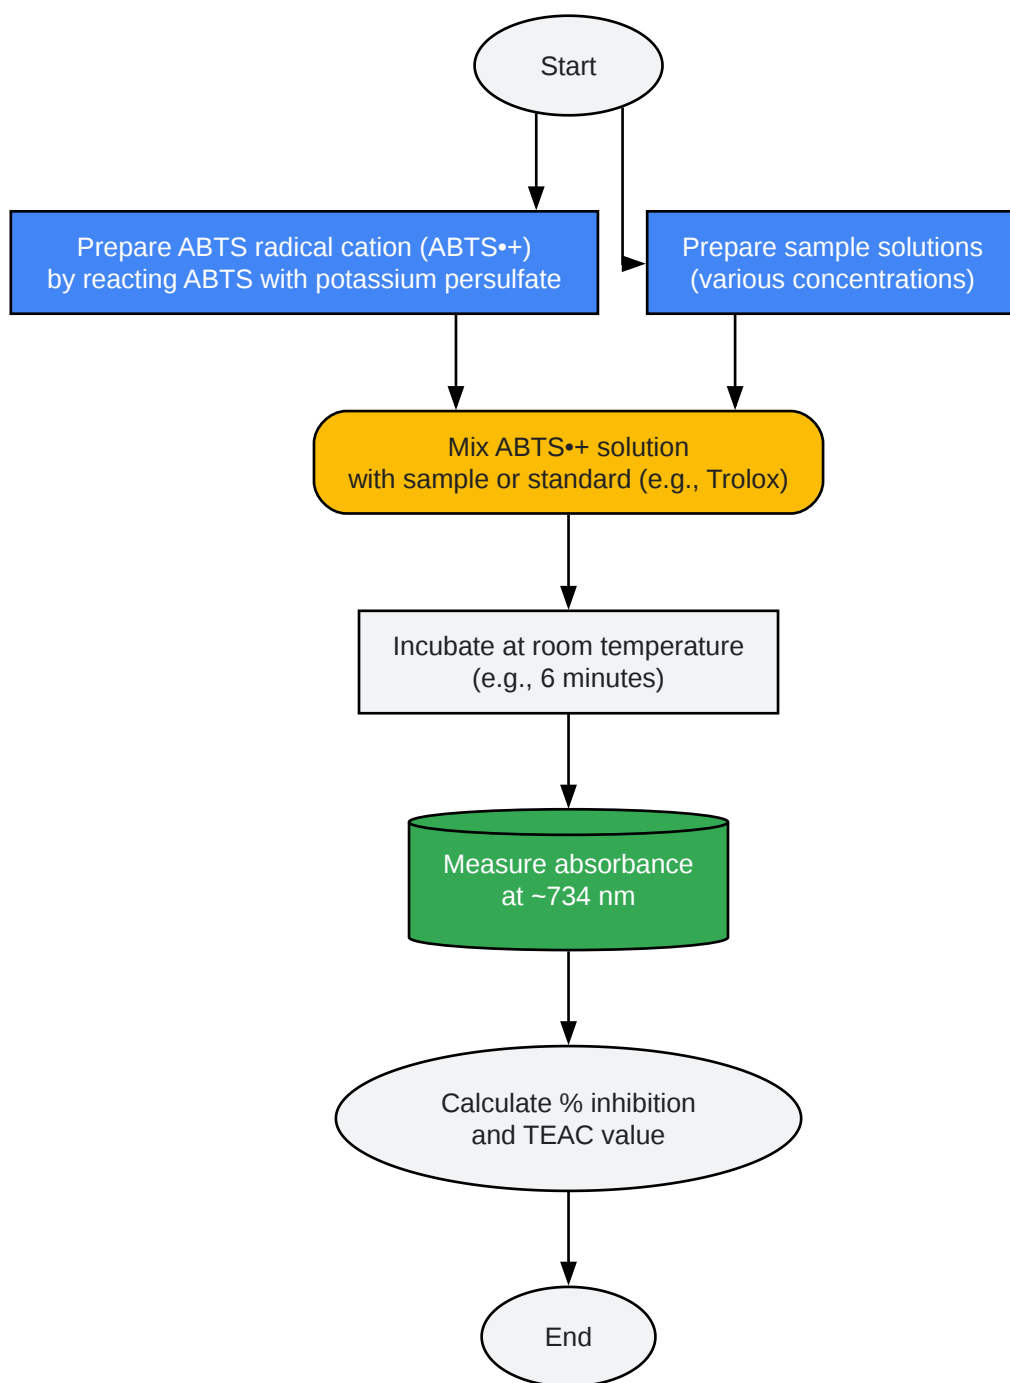 Start
Prepare ABTS radical cation (ABTS•+)
by reacting ABTS with potassium persulfate
Prepare sample solutions
(various concentrations)
Mix ABTS•+ solution
with sample or standard (e.g., Trolox)
Incubate at room temperature
(e.g., 6 minutes)
Measure absorbance
at ~734 nm
Calculate % inhibition
and TEAC value
End